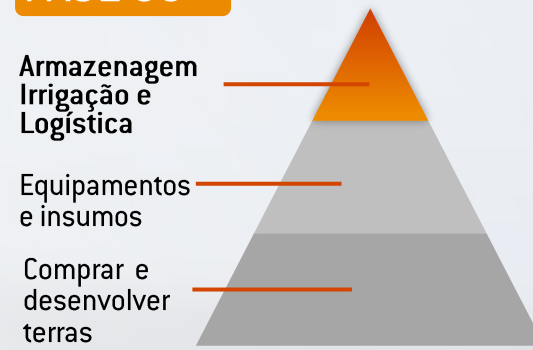 Armazenagem
Irrigação e
Logística
Equipamentos
e insumos
Comprar e
desenvolver
terras